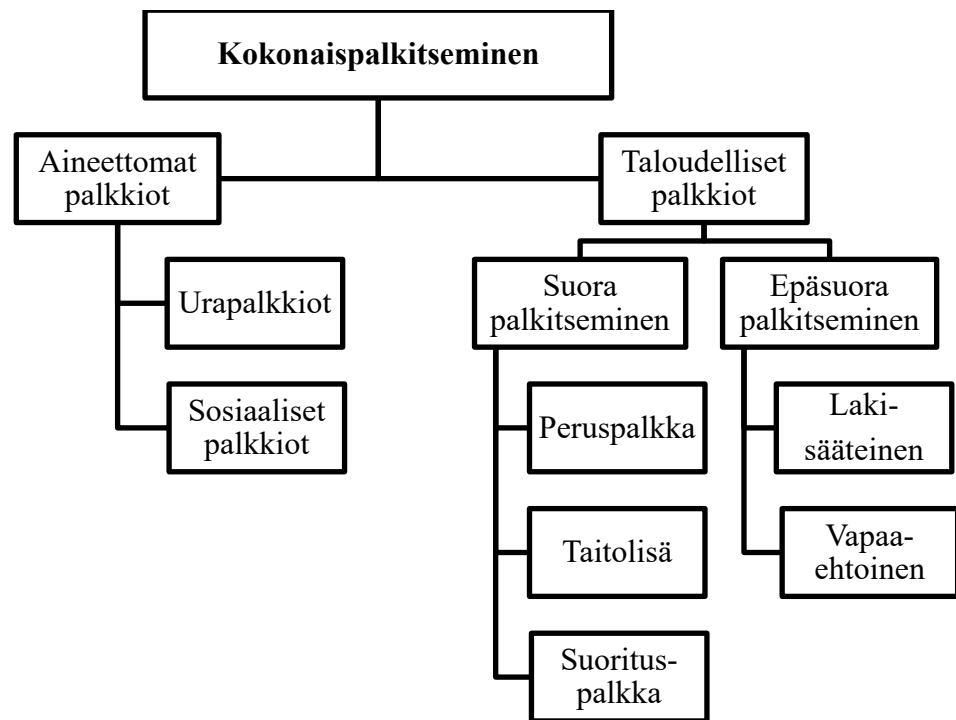 Kokonaispalkitseminen
Aineettomat
palkkiot
Taloudelliset
palkkiot
Urapalkkiot
Sosiaaliset
palkkiot
Suora
palkitseminen
Epäsuora
palkitseminen
Peruspalkka
Taitolisä
Suoritus-
palkka
Laki-
sääteinen
Vapaa-
ehtoinen